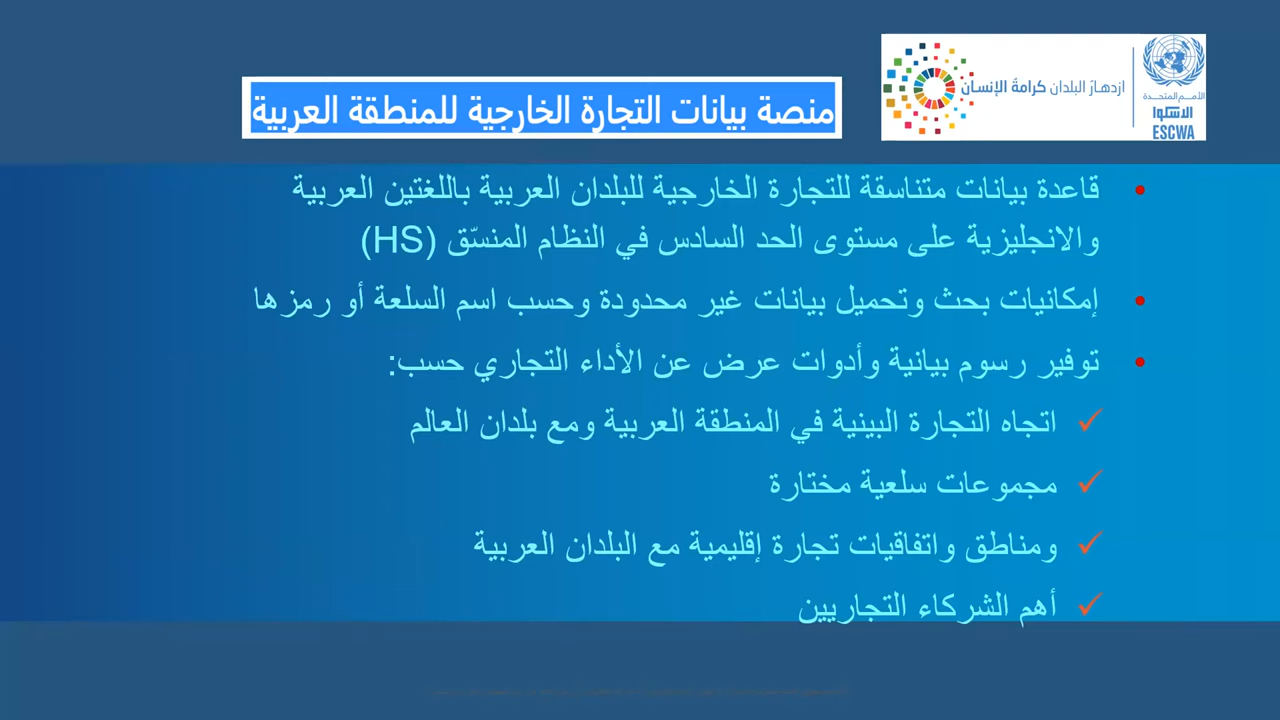 منصة بيانات التجارة الخارجية للمنطقة العربية
ازدهارُ البلدان كرامةُ الإنسان
الأمـم المتحدة
الاسكوا
ESCWA
قاعدة بيانات متناسقة للتجارة الخارجية للبلدان العربية باللغتين العربية
والانجليزية على مستوى الحد السادس في النظام المنسّق (HS)
إمكانيات بحث وتحميل بيانات غير محدودة وحسب اسم السلعة أو رمزها
توفير رسوم بيانية وأدوات عرض عن الأداء التجاري حسب:
اتجاه التجارة البينية في المنطقة العربية ومع بلدان العالم
مجموعات سلعية مختارة
ومناطق واتفاقيات تجارة إقليمية مع البلدان العربية
أهم الشركاء التجاريين